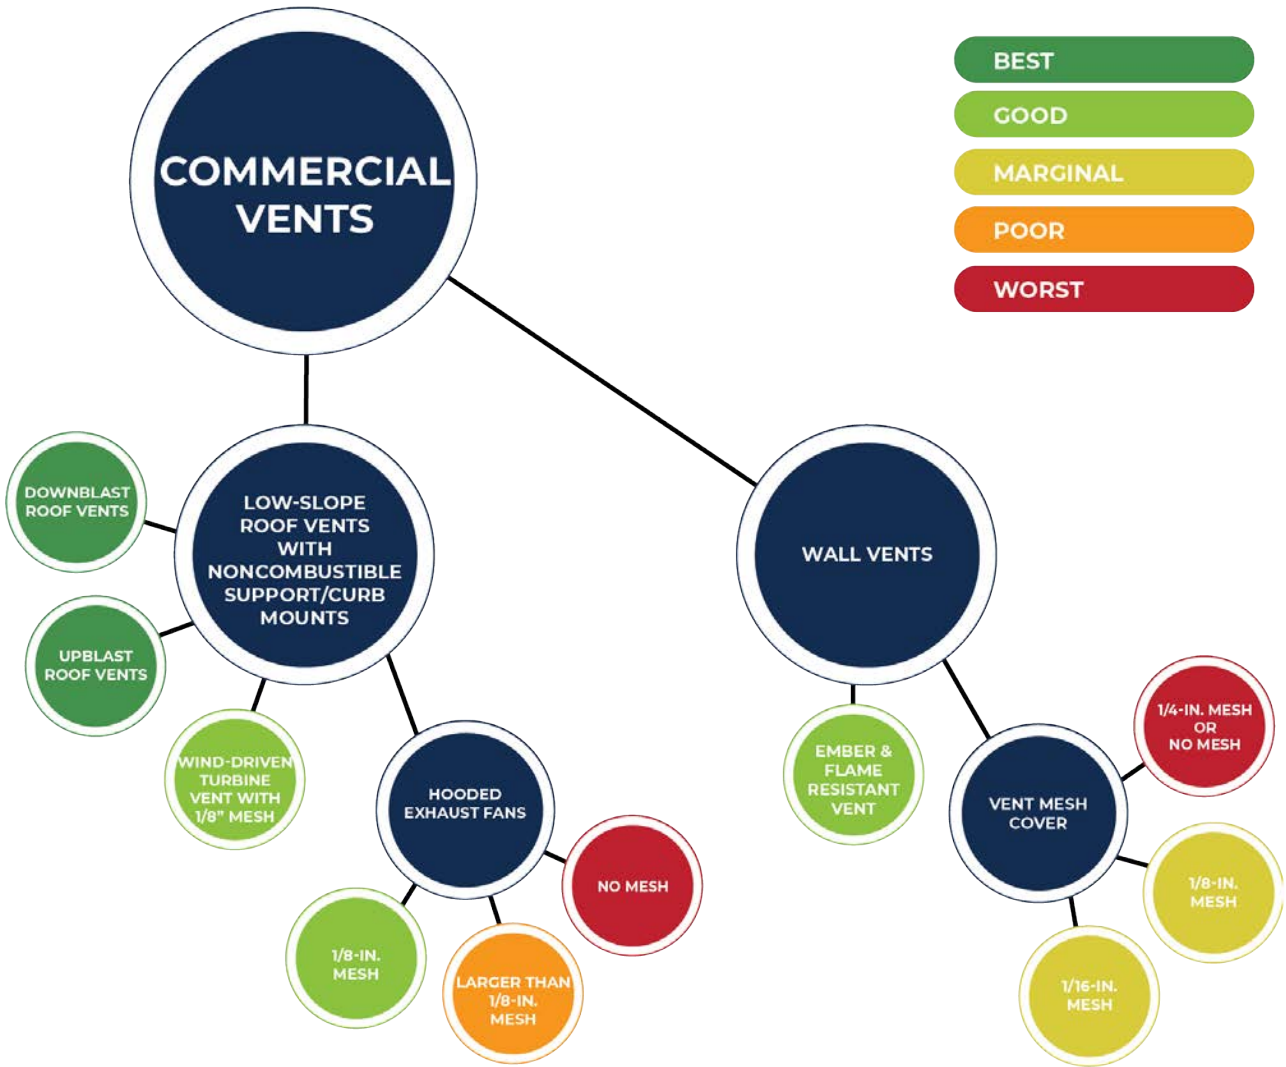 COMMERCIAL
VENTS
BEST
GOOD
MARGINAL
POOR
WORST
DOWNBLAST
ROOF VENTS
LOW-SLOPE
ROOF VENTS
WITH
NONCOMBUSTIBLE
SUPPORT/CURB
MOUNTS
WALL VENTS
UPBLAST
ROOF VENTS
WIND-DRIVEN
TURBINE
VENT WITH
1/8” MESH
HOODED
EXHAUST FANS
NO MESH
1/8-IN.
MESH
LARGER THAN
1/8-IN.
MESH
EMBER &
FLAME
RESISTANT
VENT
VENT MESH
COVER
1/4-IN. MESH
OR
NO MESH
1/8-IN.
MESH
1/16-IN.
MESH